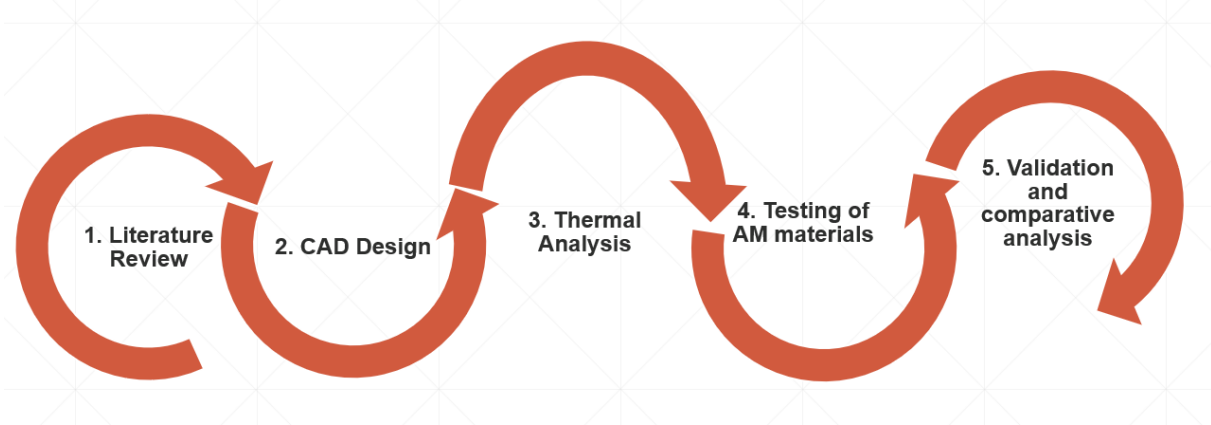 1. Literature
Review
2. CAD Design
3. Thermal
Analysis
4. Testing of
AM materials
5. Validation
and
comparative
analysis